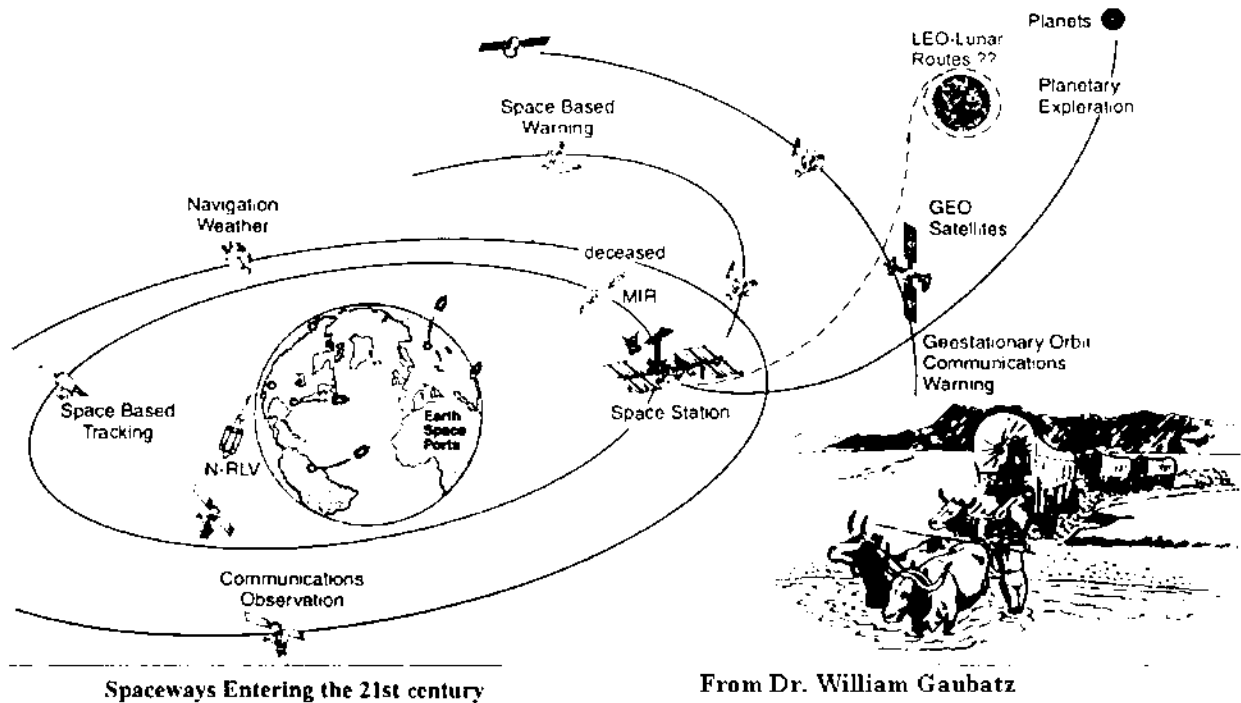 Planets
LEO-Lunar
Routes ??
Planetary
Exploration
Space Based
Warning
Navigation
Weather
GEO
Satellites
deceased
MIR
Geostationary Orbit
Communications
Warning
Space Based
Tracking
Earth
Space
Ports
Space Station
N-RLV
Communications
Observation
Spaceways Entering the 21st century
From Dr. William Gaubatz